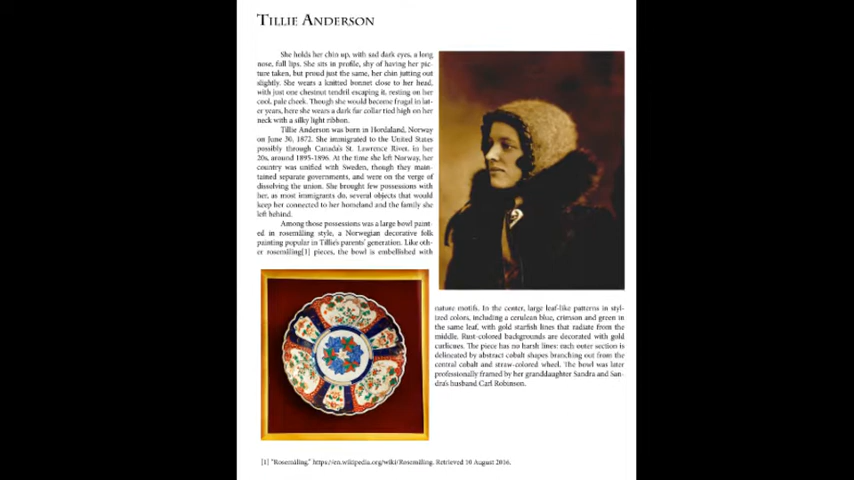 TILLIE ANDERSON
She holds her chin up, with sad dark eyes, a long
nose, full lips. She sits in profile, shy of having her pic-
ture taken, but proud just the same, her chin jutting out
slightly. She wears a knitted bonnet close to her head,
with just one chestnut tendril escaping it, resting on her
cool, pale cheek. Though she would become frugal in lat-
er years, here she wears a dark fur collar tied high on her
neck with a silky light ribbon.
Tillie Anderson was born in Hordaland, Norway
on June 30, 1872. She immigrated to the United States
possibly through Canada's St. Lawrence River, in her
20s, around 1895-1896. At the time she left Norway, her
country was unified with Sweden, though they main-
tained separate governments, and were on the verge of
dissolving the union. She brought few possessions with
her, as most immigrants do, several objects that would
keep her connected to her homeland and the family she
left behind.
Among those possessions was a large bowl paint-
ed in rosemåling style, a Norwegian decorative folk
painting popular in Tillie's parents' generation. Like oth-
er rosemåling[1] pieces, the bowl is embellished with
nature motifs. In the center, large leaf-like patterns in styl-
ized colors, including a cerulean blue, crimson and green in
the same leaf, with gold starfish lines that radiate from the
middle. Rust-colored backgrounds are decorated with gold
curlicues. The piece has no harsh lines: each outer section is
delineated by abstract cobalt shapes branching out from the
central cobalt and straw-colored wheel. The bowl was later
professionally framed by her granddaughter Sandra and San-
dra's husband Carl Robinson.
[1] "Rosemåling," https://en.wikipedia.org/wiki/Rosemåling. Retrieved 10 August 2016.